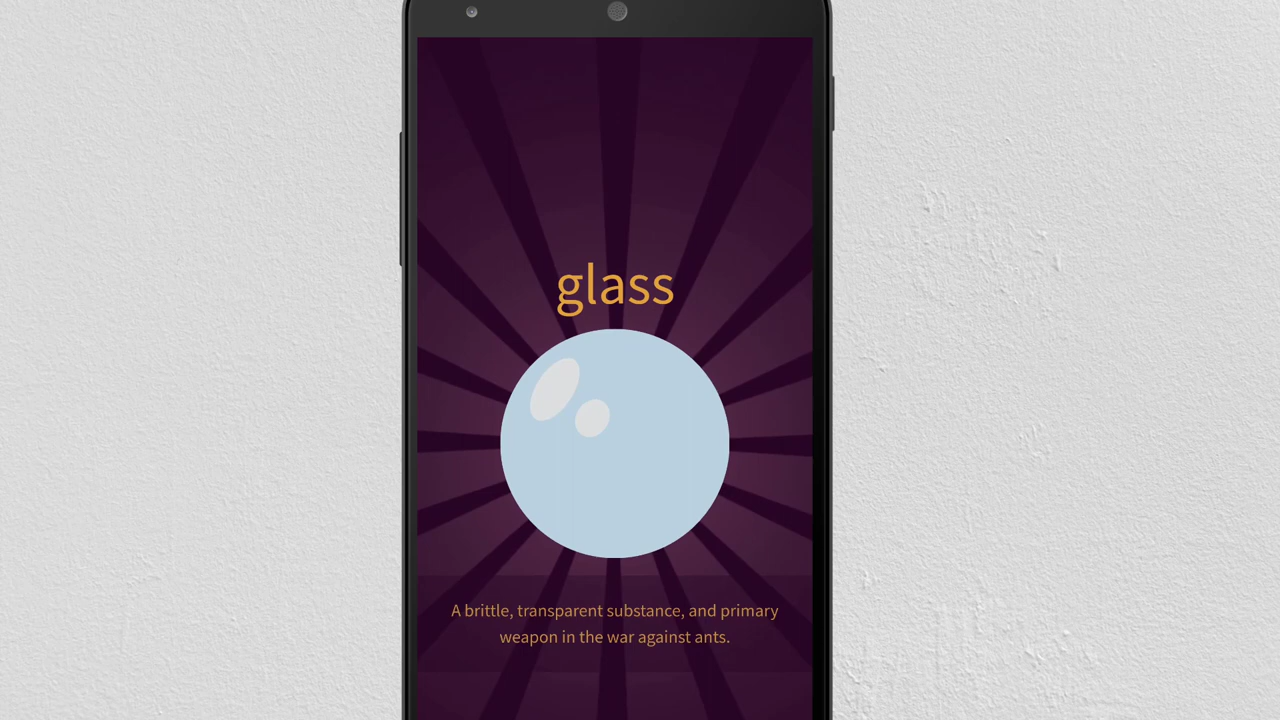 glass
A brittle, transparent substance, and primary
weapon in the war against ants.